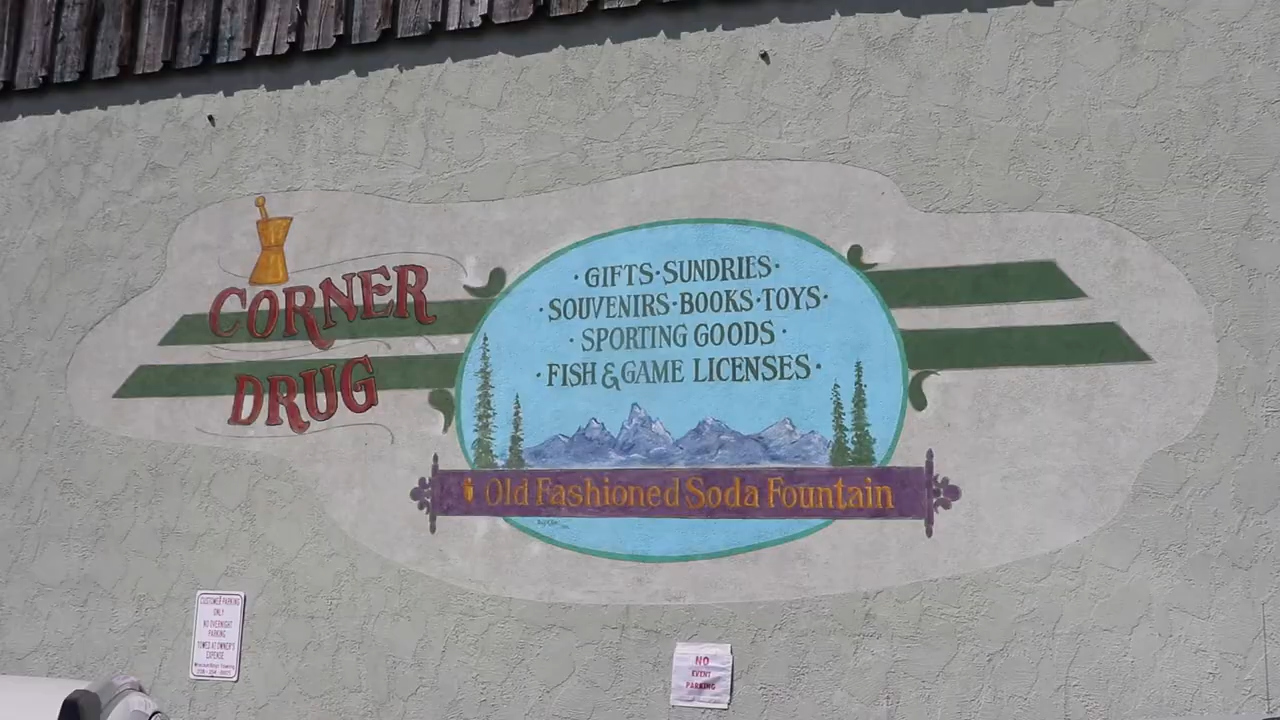 CORNER
DRUG
· GIFTS · SUNDRIES ·
· SOUVENIRS · BOOKS · TOYS ·
· SPORTING GOODS ·
· FISH & GAME LICENSES ·
Old Fashioned Soda Fountain
CUSTOMER PARKING
ONLY
NO OVERNIGHT
PARKING
TOWED AT OWNER'S
EXPENSE
NO
EVENT
PARKING